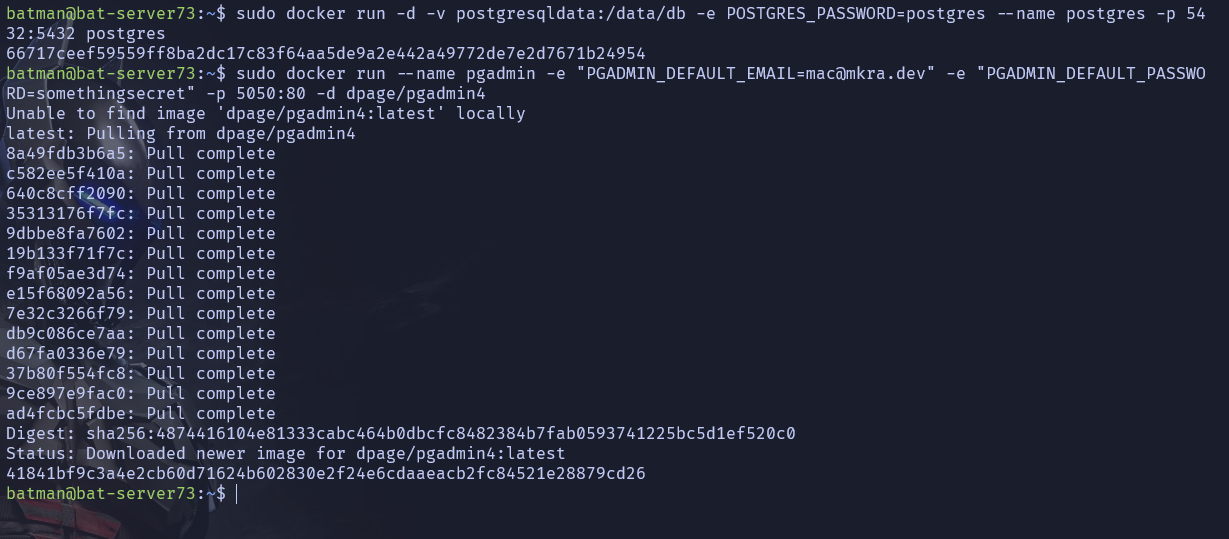 batman@bat-server73:~$ sudo docker run -d -v postgresqldata:/data/db -e POSTGRES_PASSWORD=postgres --name postgres -p 54
32:5432 postgres
66717ceef59559ff8ba2dc17c83f64aa5de9a2e442a49772de7e2d7671b24954
batman@bat-server73:~$ sudo docker run --name pgadmin -e "PGADMIN_DEFAULT_EMAIL=mac@mkra.dev" -e "PGADMIN_DEFAULT_PASSWO
RD=somethingsecret" -p 5050:80 -d dpage/pgadmin4
Unable to find image 'dpage/pgadmin4:latest' locally
latest: Pulling from dpage/pgadmin4
8a49fdb3b6a5: Pull complete
c582ee5f410a: Pull complete
640c8cff2090: Pull complete
35313176f7fc: Pull complete
9dbbe8fa7602: Pull complete
19b133f71f7c: Pull complete
f9af05ae3d74: Pull complete
e15f68092a56: Pull complete
7e32c3266f79: Pull complete
db9c086ce7aa: Pull complete
d67fa0336e79: Pull complete
37b80f554fc8: Pull complete
9ce897e9fac0: Pull complete
ad4fcbc5fdbe: Pull complete
Digest: sha256:4874416104e81333cabc464b0dbcfc8482384b7fab0593741225bc5d1ef520c0
Status: Downloaded newer image for dpage/pgadmin4:latest
41841bf9c3a4e2cb60d71624b602830e2f24e6cdaaeacb2fc84521e28879cd26
batman@bat-server73:~$